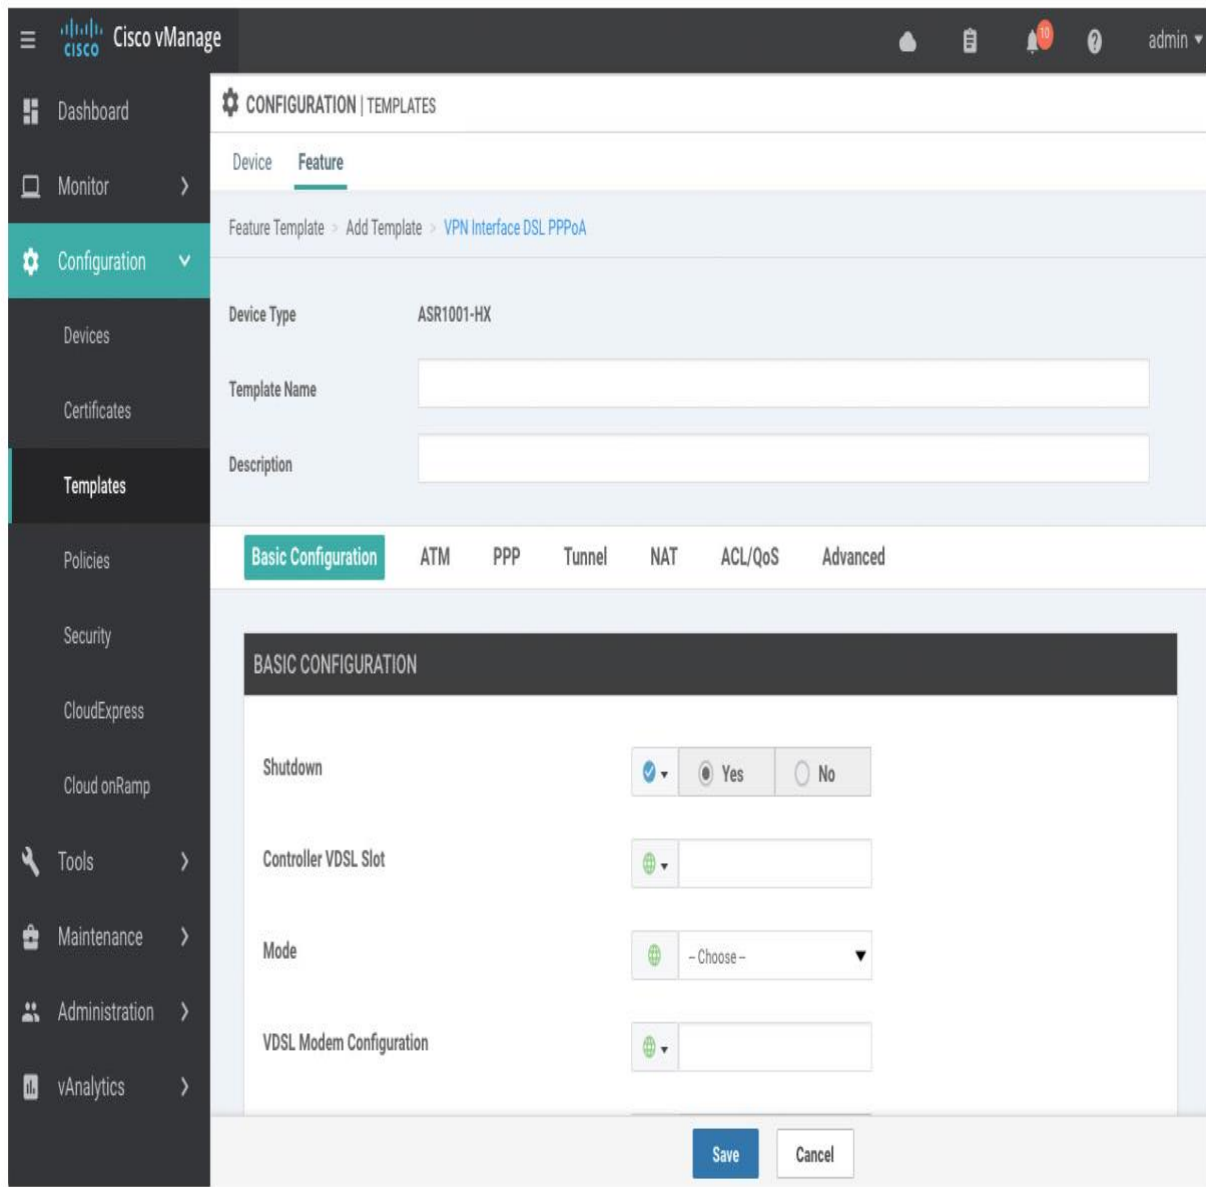 cisco Cisco vManage
10
admin
Dashboard
Monitor
Configuration
Devices
Certificates
Templates
Policies
Security
CloudExpress
Cloud onRamp
Tools
Maintenance
Administration
vAnalytics
CONFIGURATION | TEMPLATES
Device Feature
Feature Template > Add Template > VPN Interface DSL PPPoA
Device Type ASR1001-HX
Template Name
Description
Basic Configuration ATM PPP Tunnel NAT ACL/QoS Advanced
BASIC CONFIGURATION
Shutdown Yes No
Controller VDSL Slot
Mode -- Choose --
VDSL Modem Configuration
Save Cancel